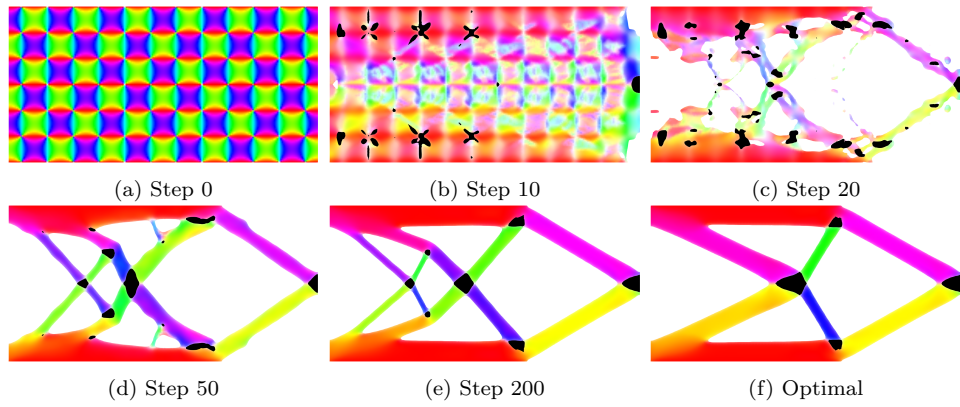 (a) Step 0
(b) Step 10
(c) Step 20
(d) Step 50
(e) Step 200
(f) Optimal